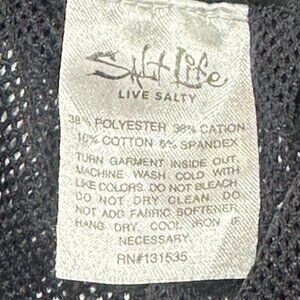 Salt Life
LIVE SALTY
38% POLYESTER 38% CATION
18% COTTON 6% SPANDEX
TURN GARMENT INSIDE OUT.
MACHINE WASH COLD WITH
LIKE COLORS. DO NOT BLEACH
DO NOT DRY CLEAN. DO
NOT ADD FABRIC SOFTENER.
HANG DRY. COOL IRON IF
NECESSARY.
RN#131535